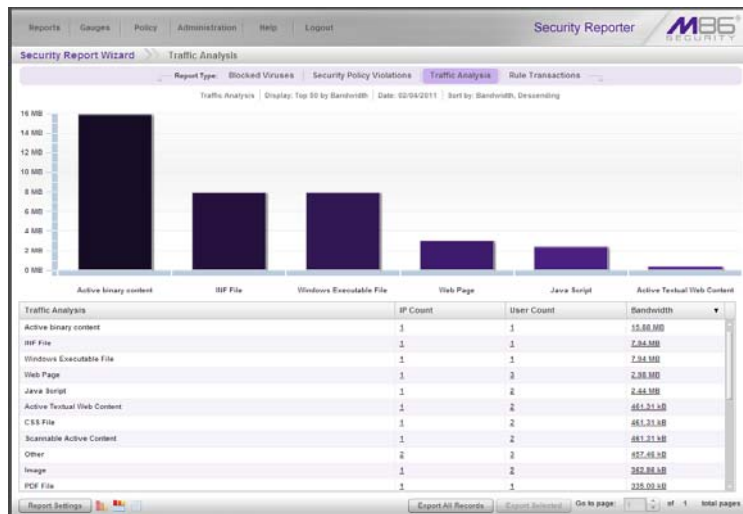 Reports Gauges Policy Administration Help Logout Security Reporter M86 SECURITY
Security Report Wizard Traffic Analysis
Report Type: Blocked Viruses Security Policy Violations Traffic Analysis Rule Transactions
Traffic Analysis | Display: Top 50 by Bandwidth | Date: 02/04/2011 | Sort by: Bandwidth, Descending
16 MB
14 MB
12 MB
10 MB
8 MB
6 MB
4 MB
2 MB
0 MB
Active binary content INF File Windows Executable File Web Page Java Script Active Textual Web Content
Traffic Analysis IP Count User Count Bandwidth
Active binary content 1 1 15.88 MB
INF File 1 1 7.94 MB
Windows Executable File 1 1 7.94 MB
Web Page 1 3 2.98 MB
Java Script 1 2 2.44 MB
Active Textual Web Content 1 2 461.31 kB
CSS File 1 2 461.31 kB
Scannable Active Content 1 2 461.31 kB
Other 2 3 457.46 kB
Image 1 2 362.86 kB
PDF File 1 1 335.00 kB
Report Settings Export All Records Export Selected Go to page: 1 of 1 total pages